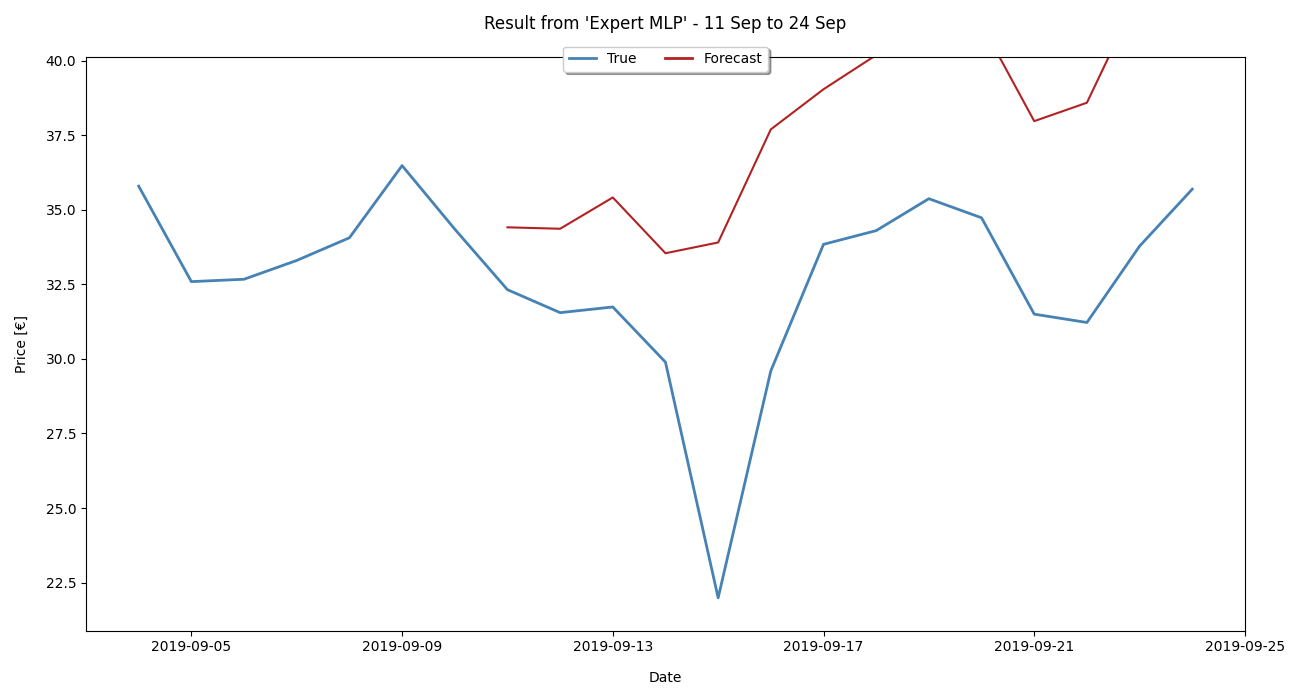 Result from 'Expert MLP' - 11 Sep to 24 Sep
True Forecast
40.0
37.5
35.0
32.5
30.0
27.5
25.0
22.5
Price [€]
2019-09-05 2019-09-09 2019-09-13 2019-09-17 2019-09-21 2019-09-25
Date